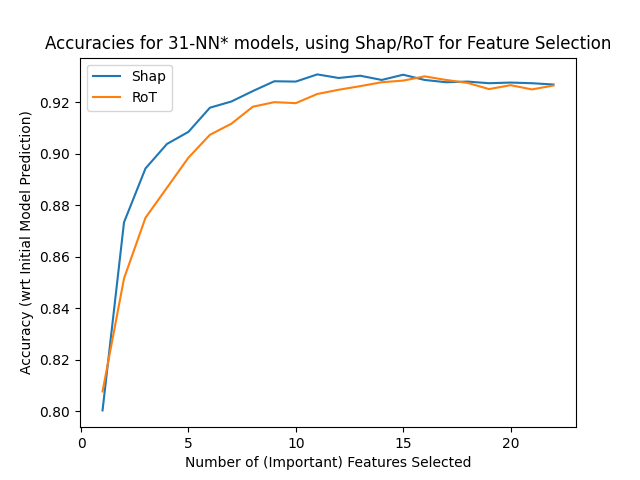 Accuracies for 31-NN* models, using Shap/RoT for Feature Selection
Shap
RoT
Accuracy (wrt Initial Model Prediction)
0.92
0.90
0.88
0.86
0.84
0.82
0.80
0 5 10 15 20
Number of (Important) Features Selected